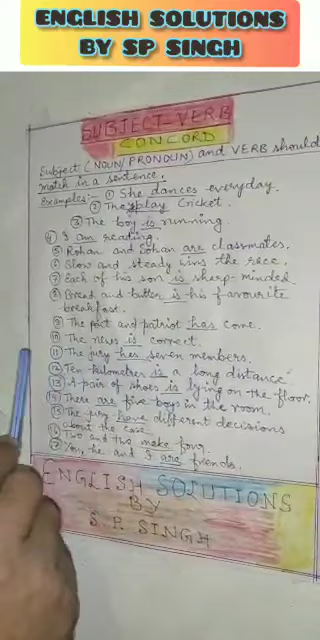 ENGLISH SOLUTIONS
BY SP SINGH
SUBJECT-VERB
CONCORD
Subject (NOUN/PRONOUN) and VERB should
match in a sentence.
Examples:- ① She dances everyday.
② They play Cricket.
③ The boy is running.
④ I am reading.
⑤ Rohan and Sohan are classmates.
⑥ Slow and steady wins the race.
⑦ Each of his son is sharp-minded.
⑧ Bread and butter is his favourite
breakfast.
⑨ The poet and patriot has come.
⑩ The news is correct.
⑪ The jury has seven members.
⑫ Ten kilometer is a long distance
⑬ A pair of shoes is lying on the floor.
⑭ There are five boys in the room.
⑮ The jury have different decisions
about the case.
⑯ Two and two make four.
⑰ You, he and I are friends.
ENGLISH SOLUTIONS
BY
S. P. SINGH